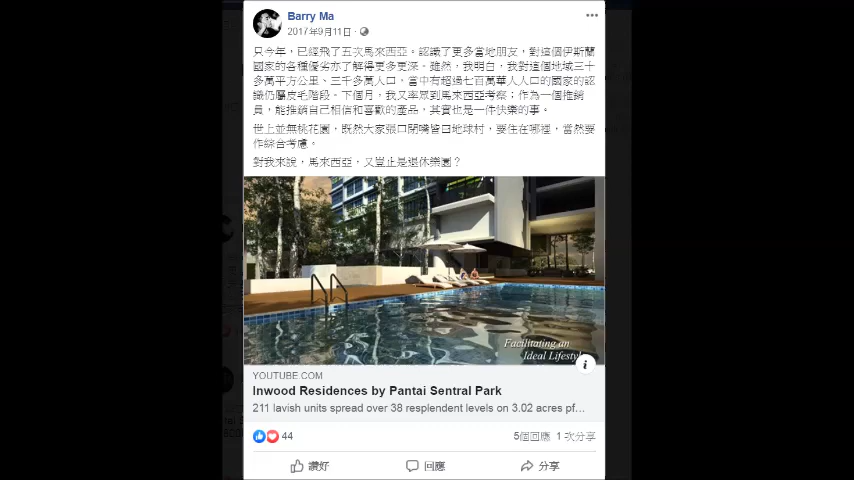 Barry Ma
2017年9月11日
只今年，已經飛了五次馬來西亞。認識了更多當地朋友，對這個伊斯蘭
國家的各種優劣亦了解得更多更深。雖然，我明白，我對這個地域三十
多萬平方公里、三千多萬人口。當中有超過七百萬華人人口的國家的認
識仍屬皮毛階段。下個月，我又率眾到馬來西亞考察；作為一個推銷
員，能推銷自己相信和喜歡的產品，其實也是一件快樂的事。
世上並無桃花園，既然大家張口閉嘴皆曰地球村，要住在哪裡，當然要
作綜合考慮。
對我來說，馬來西亞，又豈止是退休樂園？
Facilitating an
Ideal Lifestyle
YOUTUBE.COM
Inwood Residences by Pantai Sentral Park
211 lavish units spread over 38 resplendent levels on 3.02 acres pf...
44
5個回應 1 次分享
讚好 回應 分享